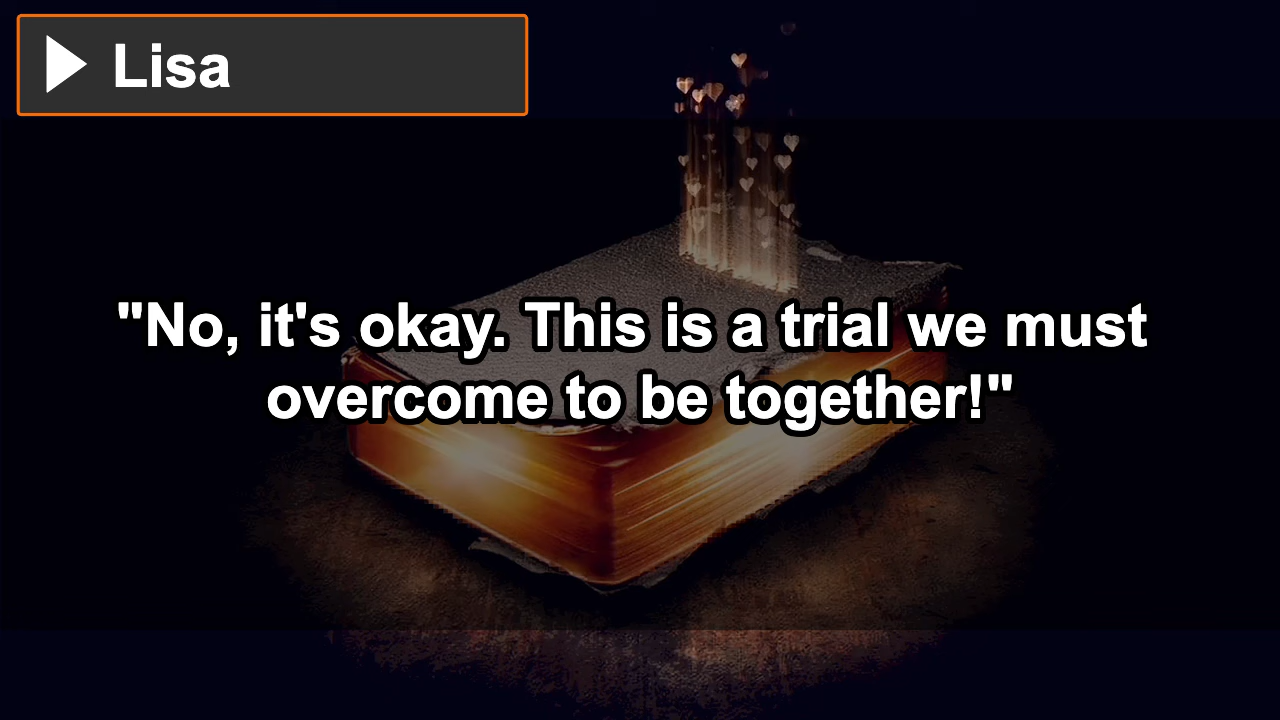 Lisa
"No, it's okay. This is a trial we must
overcome to be together!"